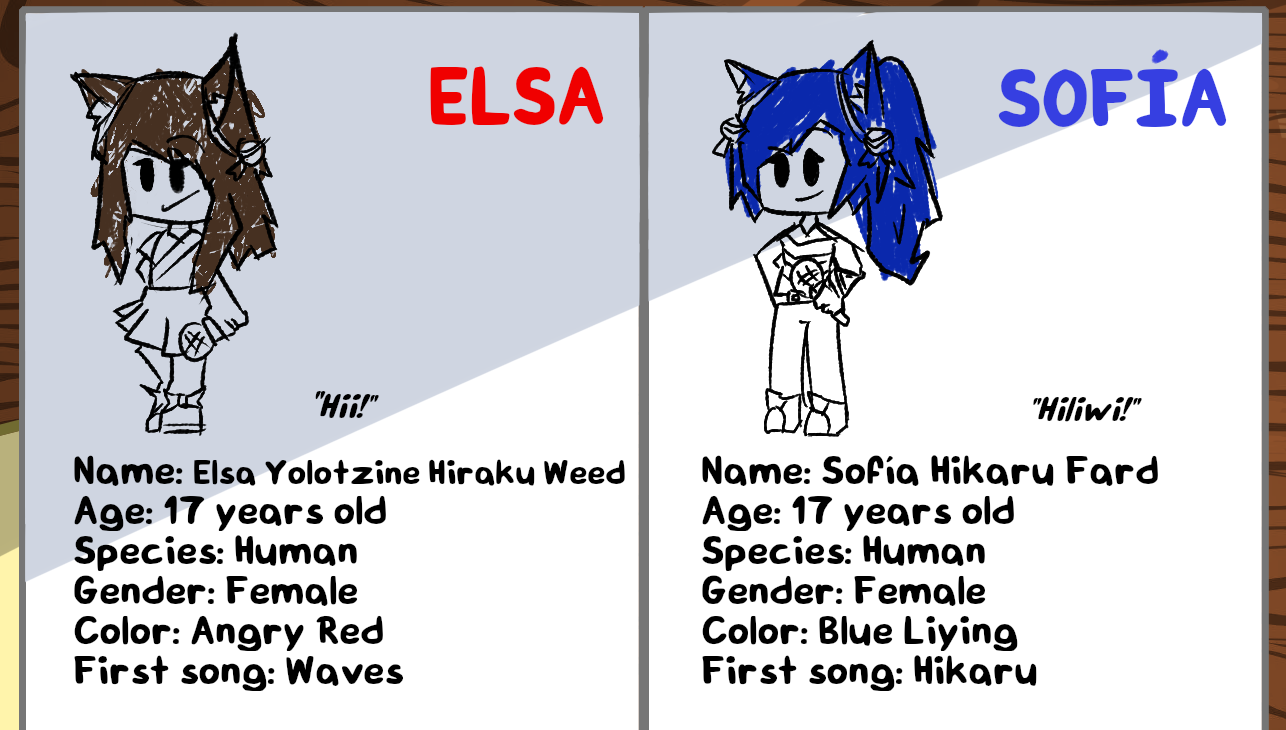 ELSA
"Hii!"
Name: Elsa Yolotzine Hiraku Weed
Age: 17 years old
Species: Human
Gender: Female
Color: Angry Red
First song: Waves
SOFÍA
"Hiliwi!"
Name: Sofía Hikaru Fard
Age: 17 years old
Species: Human
Gender: Female
Color: Blue Liying
First song: Hikaru